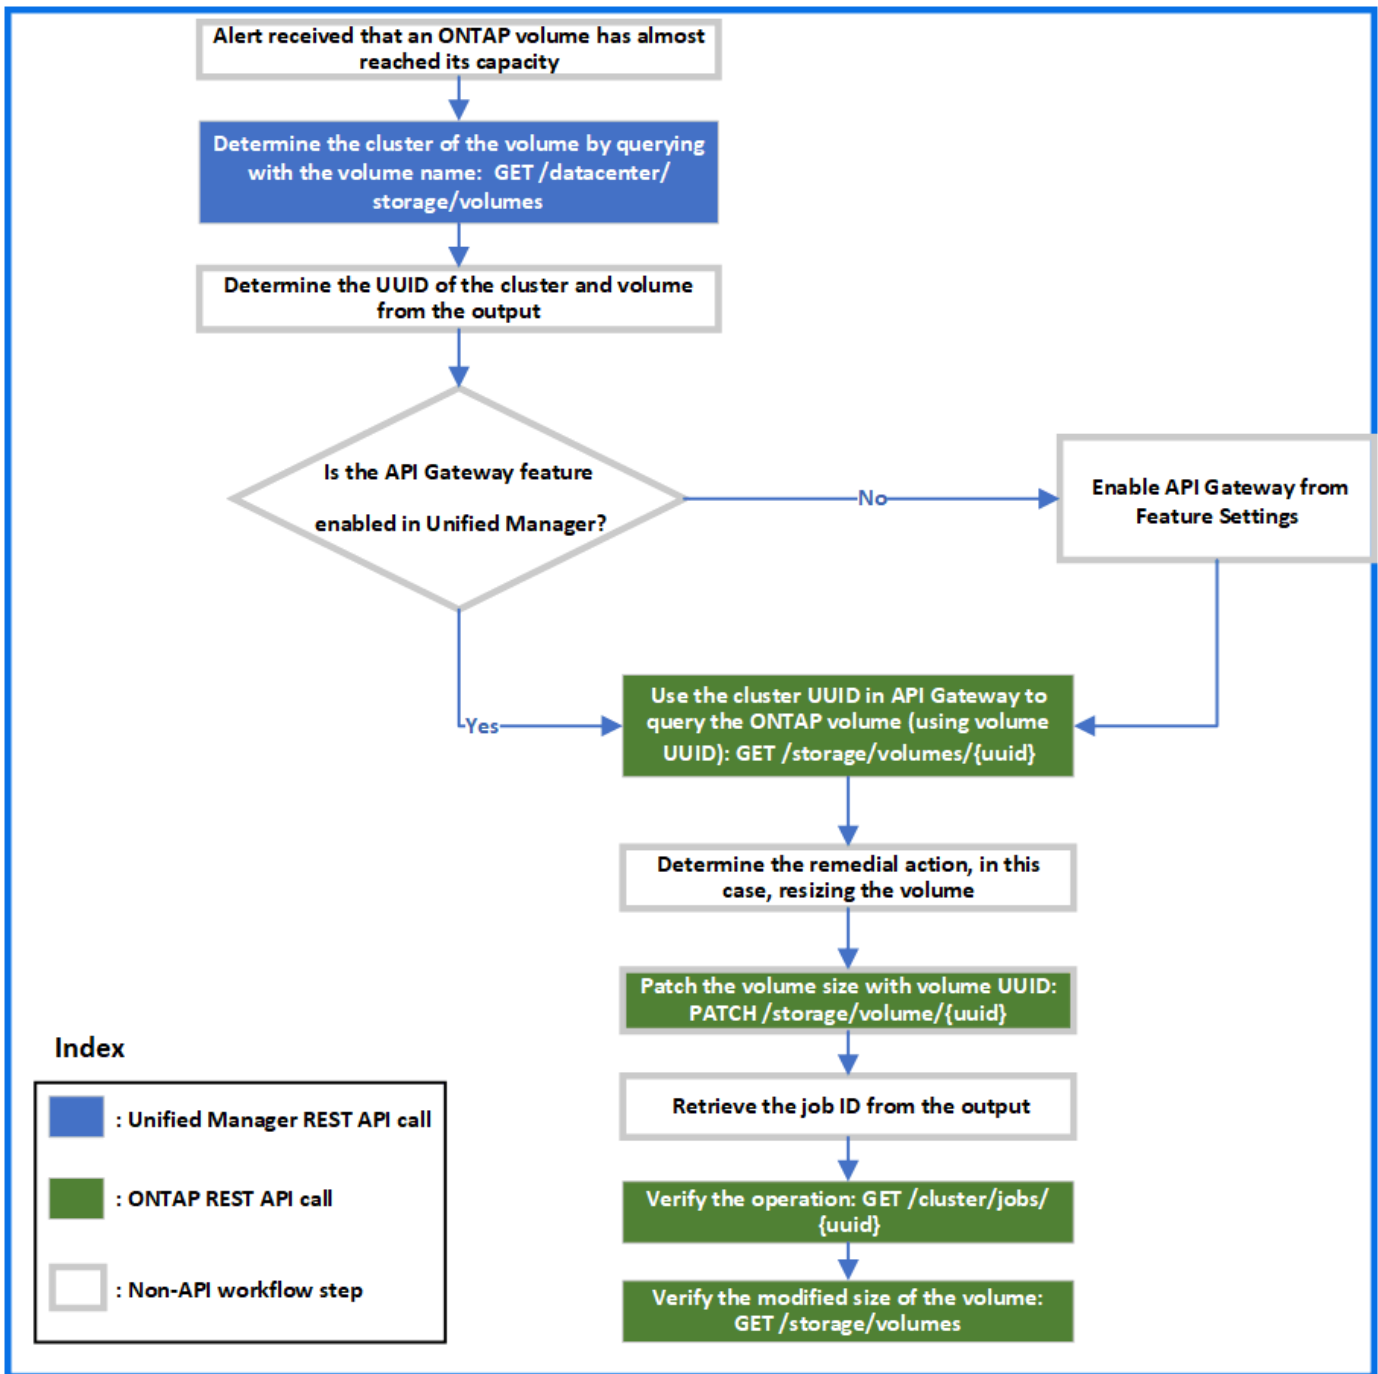 Alert received that an ONTAP volume has almost
reached its capacity
Determine the cluster of the volume by querying
with the volume name: GET /datacenter/
storage/volumes
Determine the UUID of the cluster and volume
from the output
Is the API Gateway feature
enabled in Unified Manager?
No
Enable API Gateway from
Feature Settings
Yes
Use the cluster UUID in API Gateway to
query the ONTAP volume (using volume
UUID): GET /storage/volumes/{uuid}
Determine the remedial action, in this
case, resizing the volume
Patch the volume size with volume UUID:
PATCH /storage/volume/{uuid}
Retrieve the job ID from the output
Verify the operation: GET /cluster/jobs/
{uuid}
Verify the modified size of the volume:
GET /storage/volumes
Index
: Unified Manager REST API call
: ONTAP REST API call
: Non-API workflow step